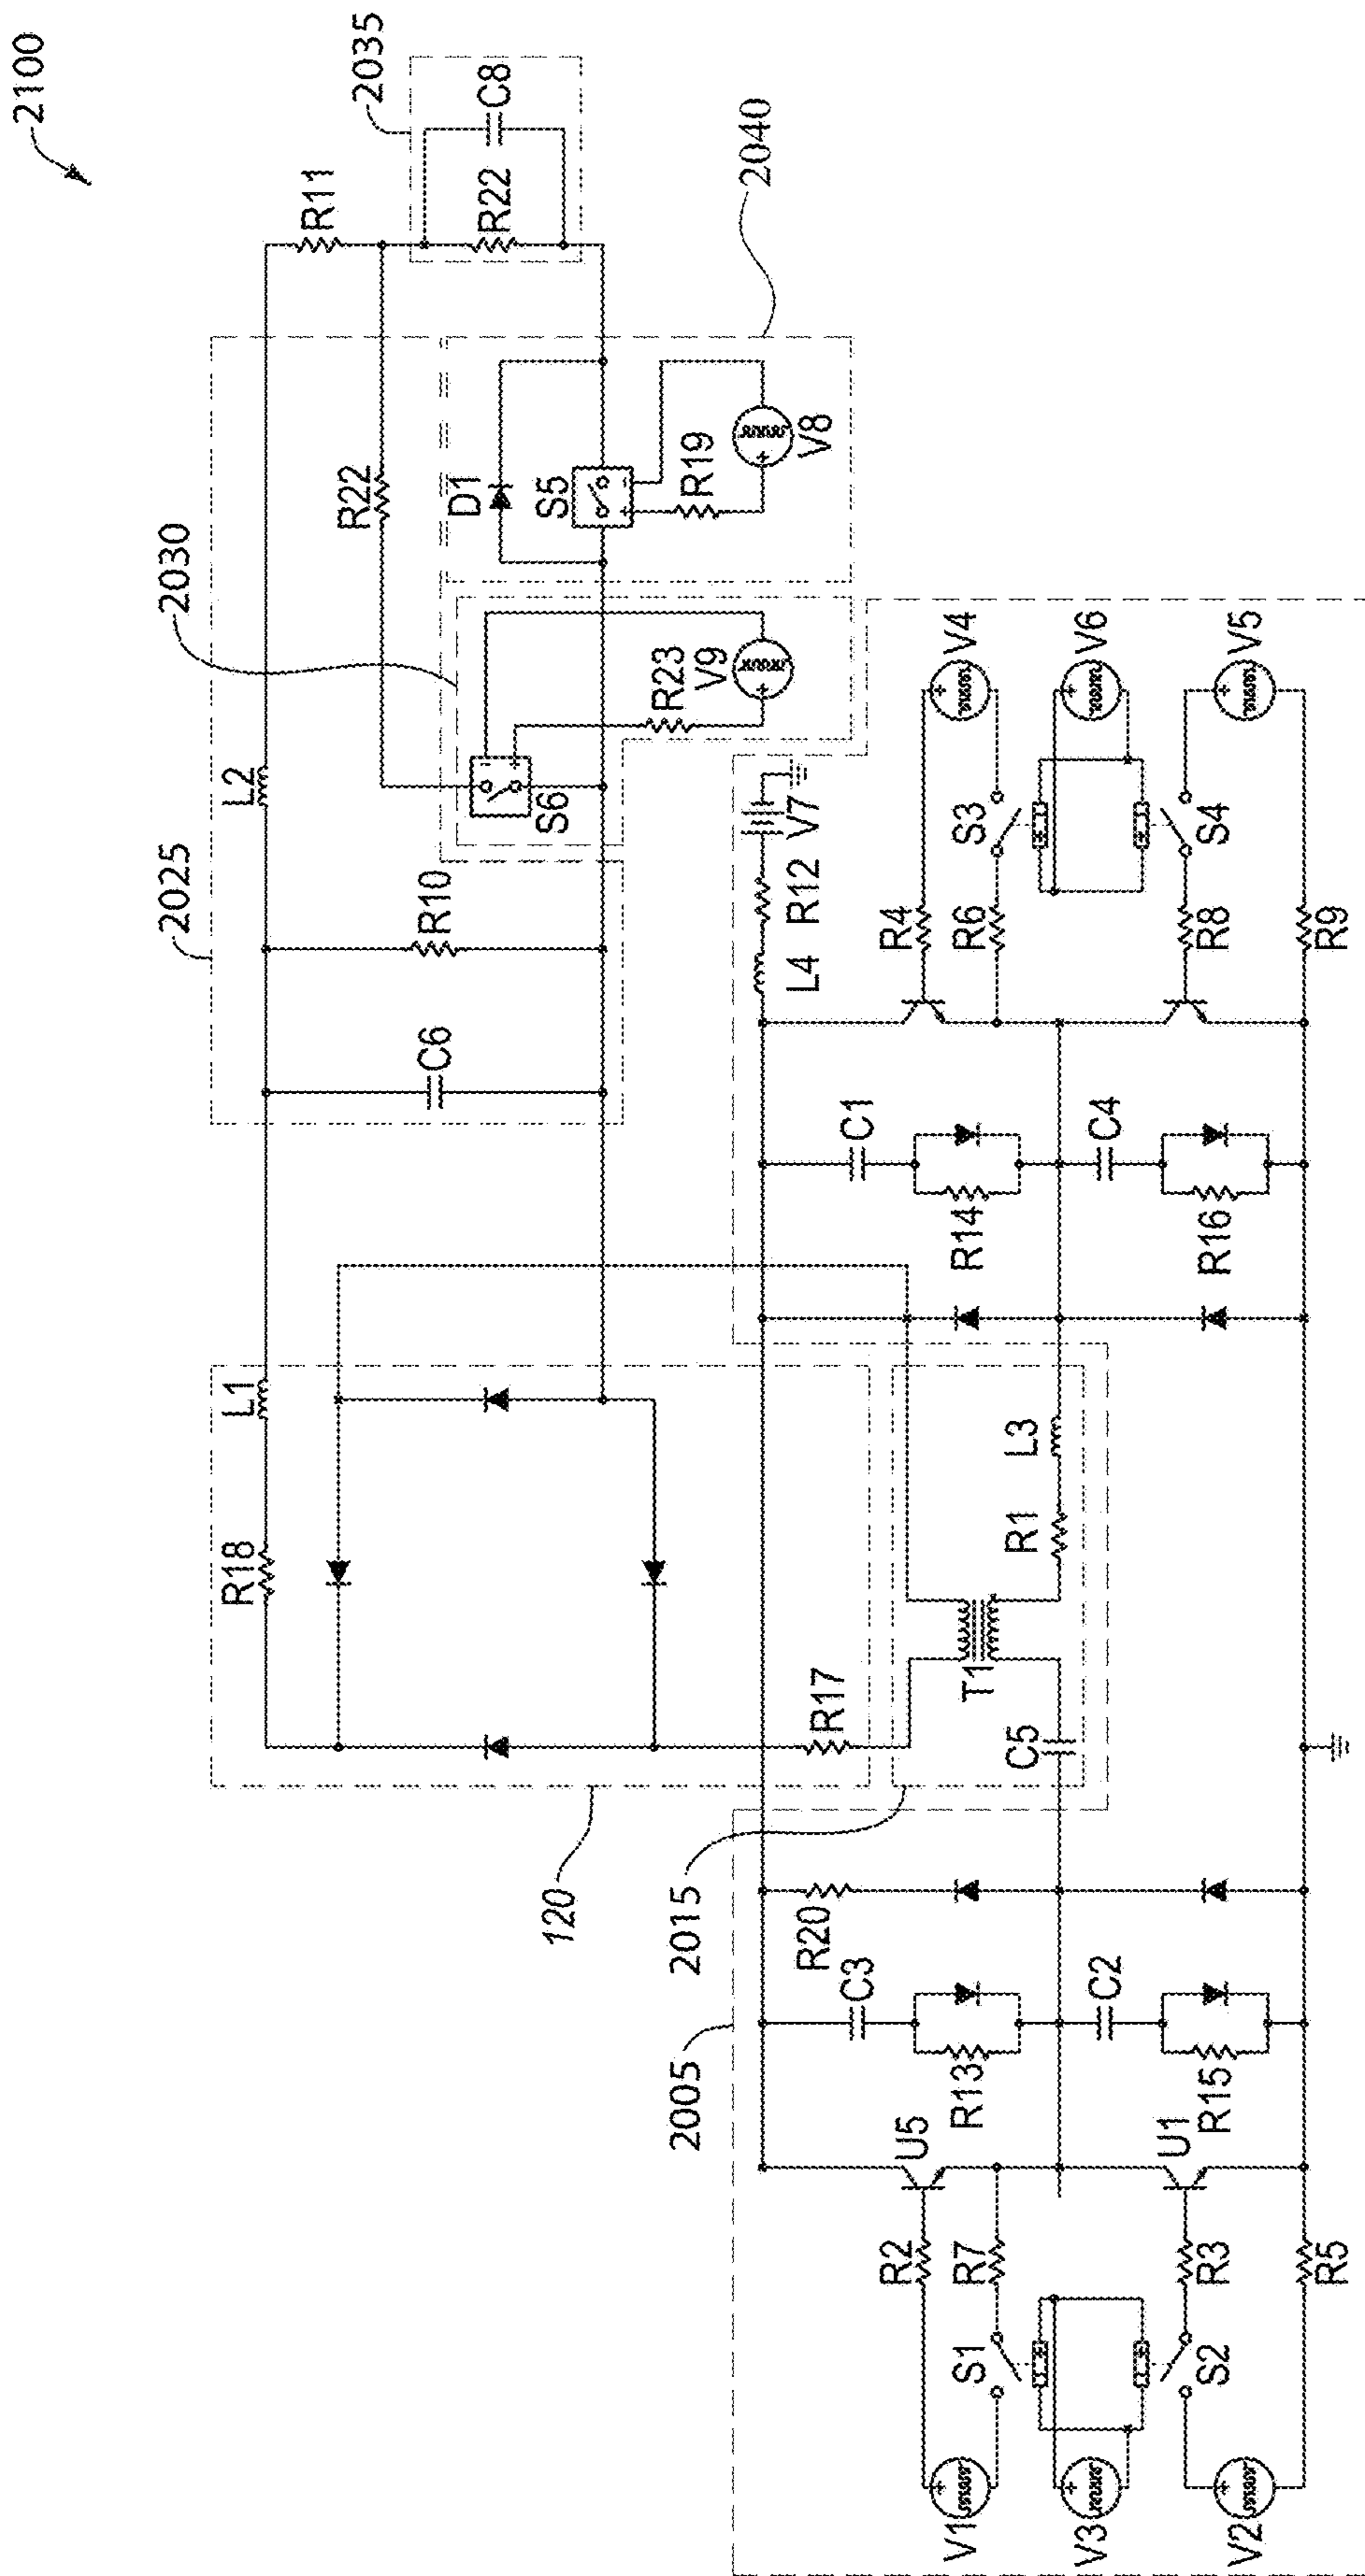 2100
2035
C8
R22
R11
2040
2025
2030
L2
R22
D1
S5
R19
V8
S6
R23
V9
R10
C6
L1
R18
R17
120
2015
T1
R1
L3
C5
2005
L4
R12
V7
R4
V4
R6
S3
V6
R8
S4
V5
R9
C1
R14
C4
R16
R20
C3
R13
C2
R15
U5
U1
R2
R7
R3
R5
S1
S2
V1
V3
V2